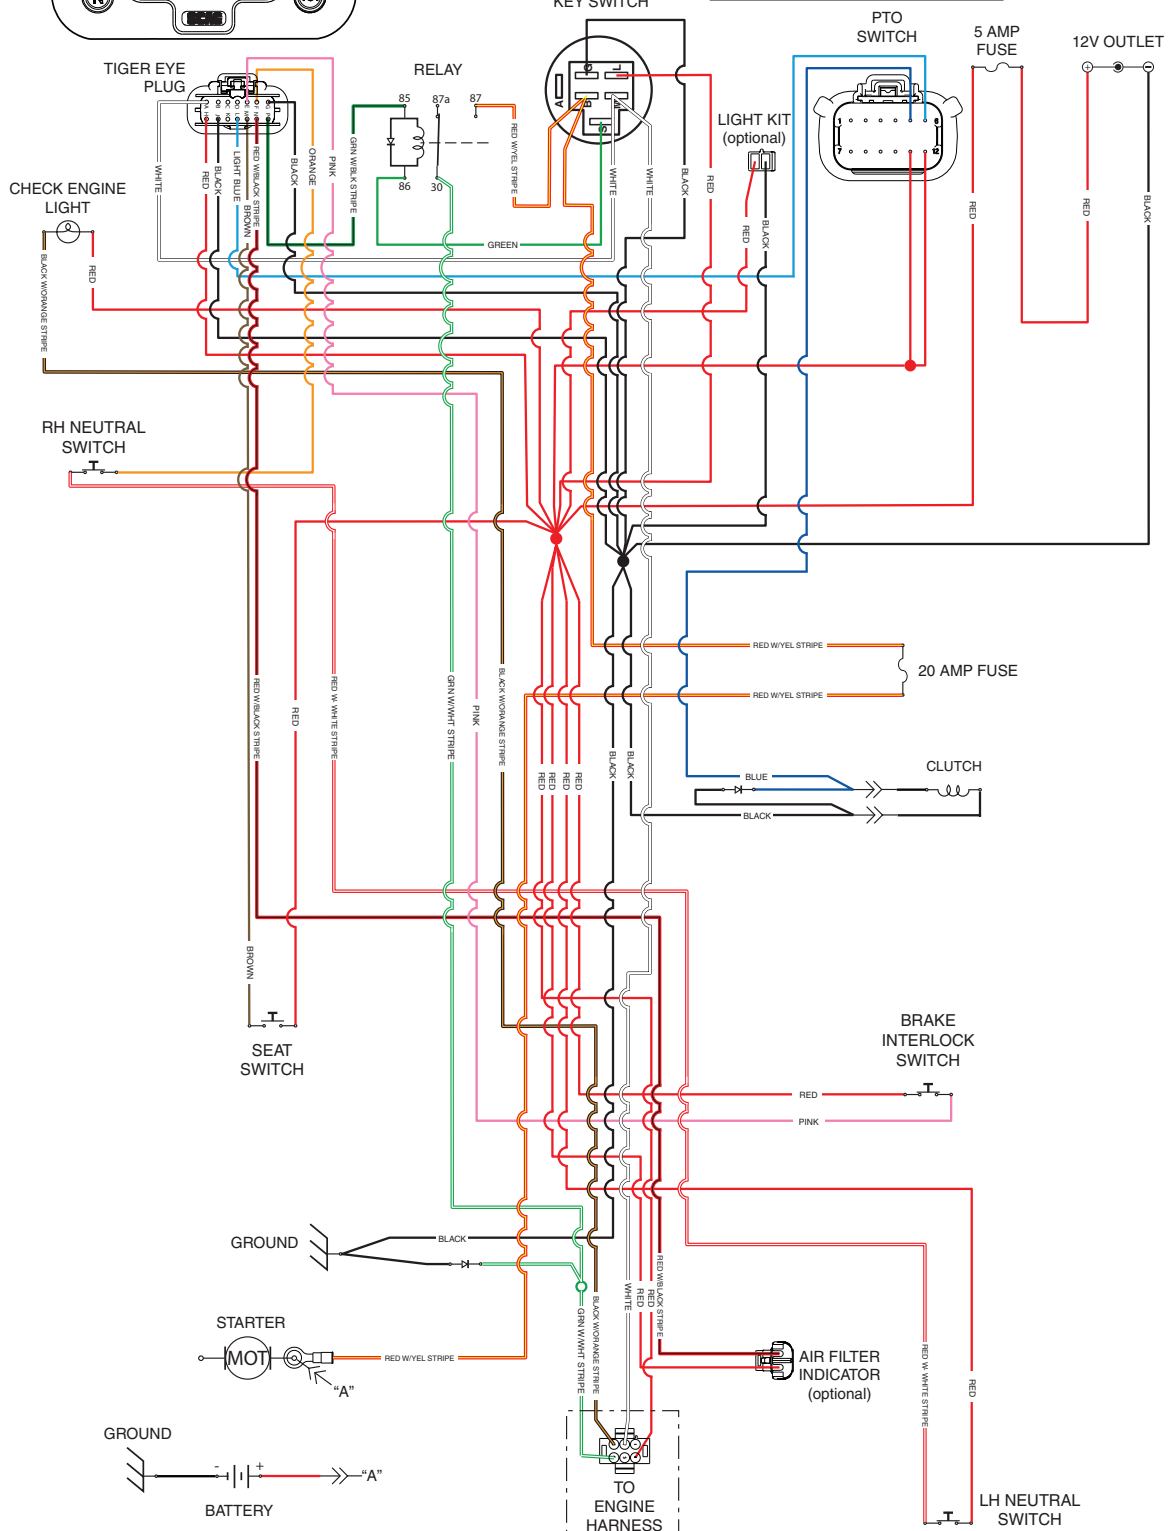 KEY SWITCH
PTO
SWITCH
5 AMP
FUSE
12V OUTLET
TIGER EYE
PLUG
RELAY
85
87a
87
86
30
A
G
L
B
M
S
LIGHT KIT
(optional)
1
6
7
12
CHECK ENGINE
LIGHT
WHITE
RED
BLACK
LIGHT BLUE
BROWN
RED W/BLACK STRIPE
BLACK
ORANGE
PINK
GRN W/BLK STRIPE
RED W/YEL STRIPE
GREEN
WHITE
WHITE
BLACK
RED
RED
BLACK
RED
RED
BLACK
BLACK W/ORANGE STRIPE
RED
RH NEUTRAL
SWITCH
RED W/YEL STRIPE
20 AMP FUSE
RED W/YEL STRIPE
RED W/BLACK STRIPE
RED
RED W- WHITE STRIPE
GRN W/WHT STRIPE
PINK
BLACK W/ORANGE STRIPE
RED
RED
RED
RED
BLACK
BLACK
BLUE
CLUTCH
BLACK
BROWN
SEAT
SWITCH
BRAKE
INTERLOCK
SWITCH
RED
PINK
GROUND
BLACK
WHITE
RED
RED
RED W/BLACK STRIPE
GRN W/WHT STRIPE
BLACK W/ORANGE STRIPE
STARTER
MOT
RED W/YEL STRIPE
"A"
AIR FILTER
INDICATOR
(optional)
RED W- WHITE STRIPE
RED
GROUND
-
+
"A"
BATTERY
TO
ENGINE
HARNESS
LH NEUTRAL
SWITCH